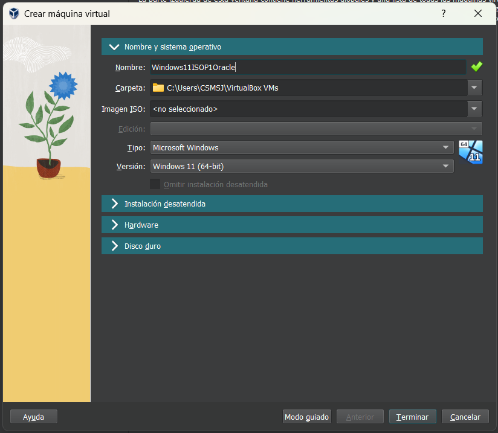 Crear máquina virtual
? ×
Nombre y sistema operativo
Nombre: Windows11ISOP1Oracle
Carpeta: C:\Users\CSMSJ\VirtualBox VMs
Imagen ISO: <no seleccionado>
Edición:
Tipo: Microsoft Windows
64
11
Versión: Windows 11 (64-bit)
Omitir instalación desatendida
Instalación desatendida
Hardware
Disco duro
Ayuda Modo guiado Anterior Terminar Cancelar